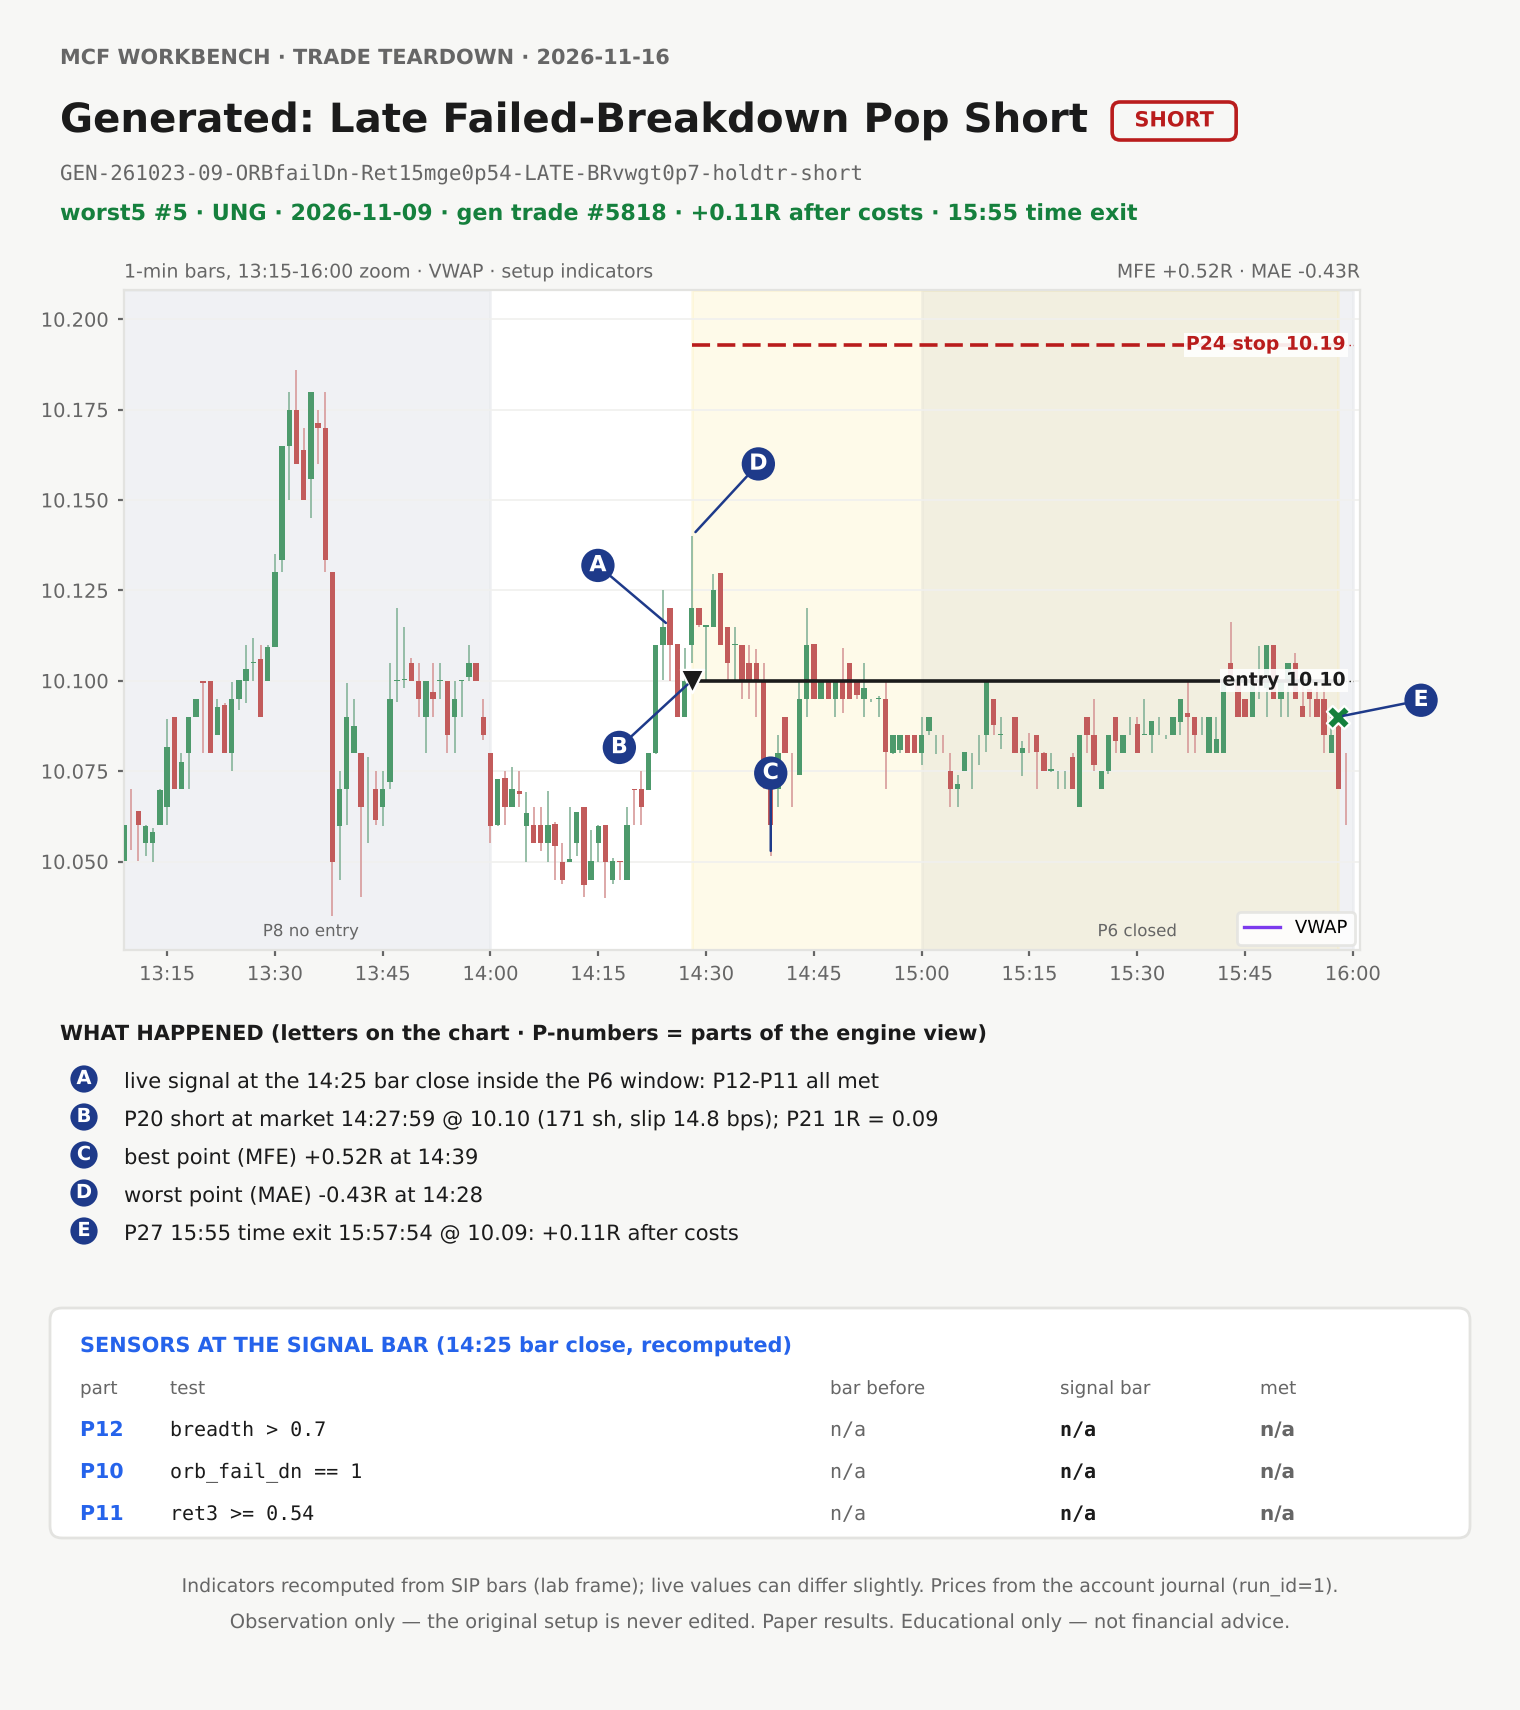 MCF WORKBENCH · TRADE TEARDOWN · 2026-11-16
Generated: Late Failed-Breakdown Pop Short SHORT
GEN-261023-09-ORBfailDn-Ret15mge0p54-LATE-BRvwgt0p7-holdtr-short
worst5 #5 · UNG · 2026-11-09 · gen trade #5818 · +0.11R after costs · 15:55 time exit
1-min bars, 13:15-16:00 zoom · VWAP · setup indicators MFE +0.52R · MAE -0.43R
10.200
P24 stop 10.19
10.175
D
10.150
A
10.125
10.100
entry 10.10
E
B
10.075
C
10.050
P8 no entry
P6 closed
VWAP
13:15 13:30 13:45 14:00 14:15 14:30 14:45 15:00 15:15 15:30 15:45 16:00
WHAT HAPPENED (letters on the chart · P-numbers = parts of the engine view)
A live signal at the 14:25 bar close inside the P6 window: P12-P11 all met
B P20 short at market 14:27:59 @ 10.10 (171 sh, slip 14.8 bps); P21 1R = 0.09
C best point (MFE) +0.52R at 14:39
D worst point (MAE) -0.43R at 14:28
E P27 15:55 time exit 15:57:54 @ 10.09: +0.11R after costs
SENSORS AT THE SIGNAL BAR (14:25 bar close, recomputed)
part test bar before signal bar met
P12 breadth > 0.7 n/a n/a n/a
P10 orb_fail_dn == 1 n/a n/a n/a
P11 ret3 >= 0.54 n/a n/a n/a
Indicators recomputed from SIP bars (lab frame); live values can differ slightly. Prices from the account journal (run_id=1).
Observation only — the original setup is never edited. Paper results. Educational only — not financial advice.